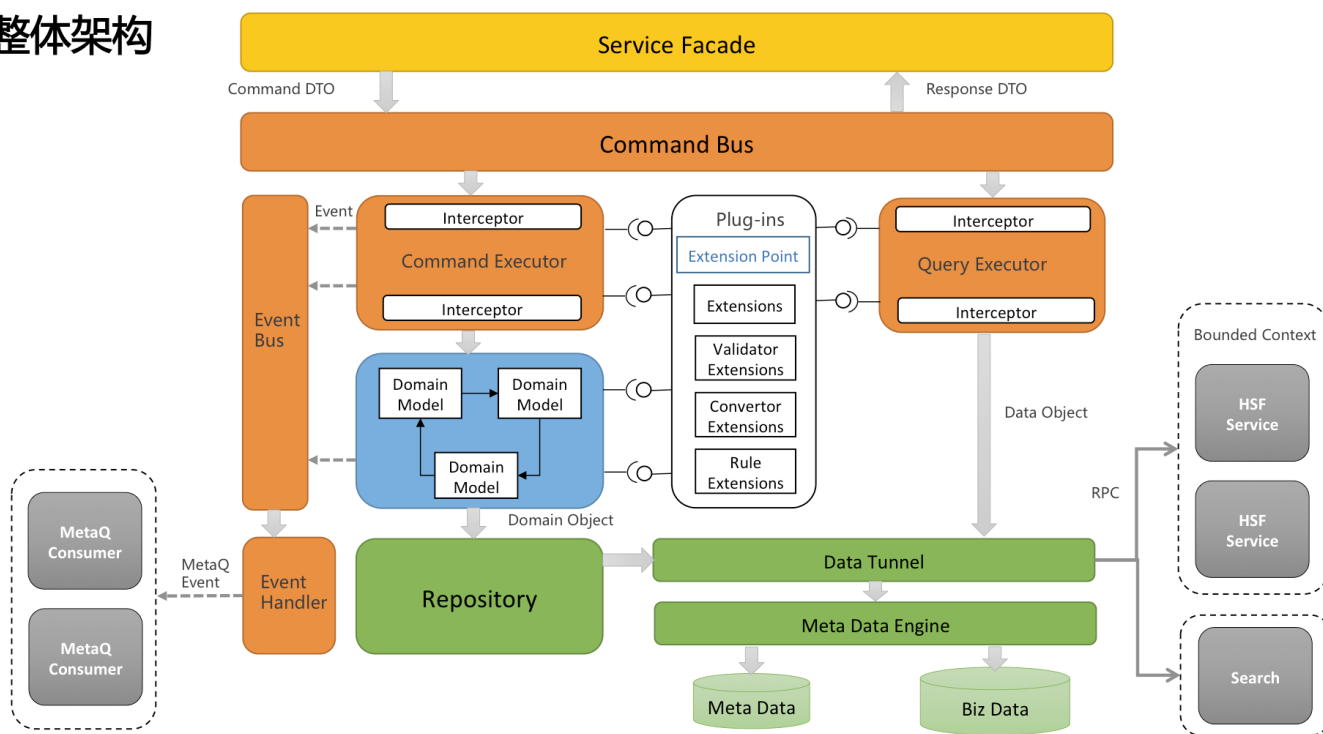 整体架构
Service Facade
Command DTO
Response DTO
Command Bus
Event
Interceptor
Command Executor
Interceptor
Plug-ins
Extension Point
Extensions
Validator
Extensions
Convertor
Extensions
Rule
Extensions
Interceptor
Query Executor
Interceptor
Event
Bus
Domain
Model
Domain
Model
Domain
Model
Domain Object
Data Object
Bounded Context
HSF
Service
HSF
Service
RPC
MetaQ
Consumer
MetaQ
Consumer
MetaQ
Event
Event
Handler
Repository
Data Tunnel
Meta Data Engine
Meta Data
Biz Data
Search